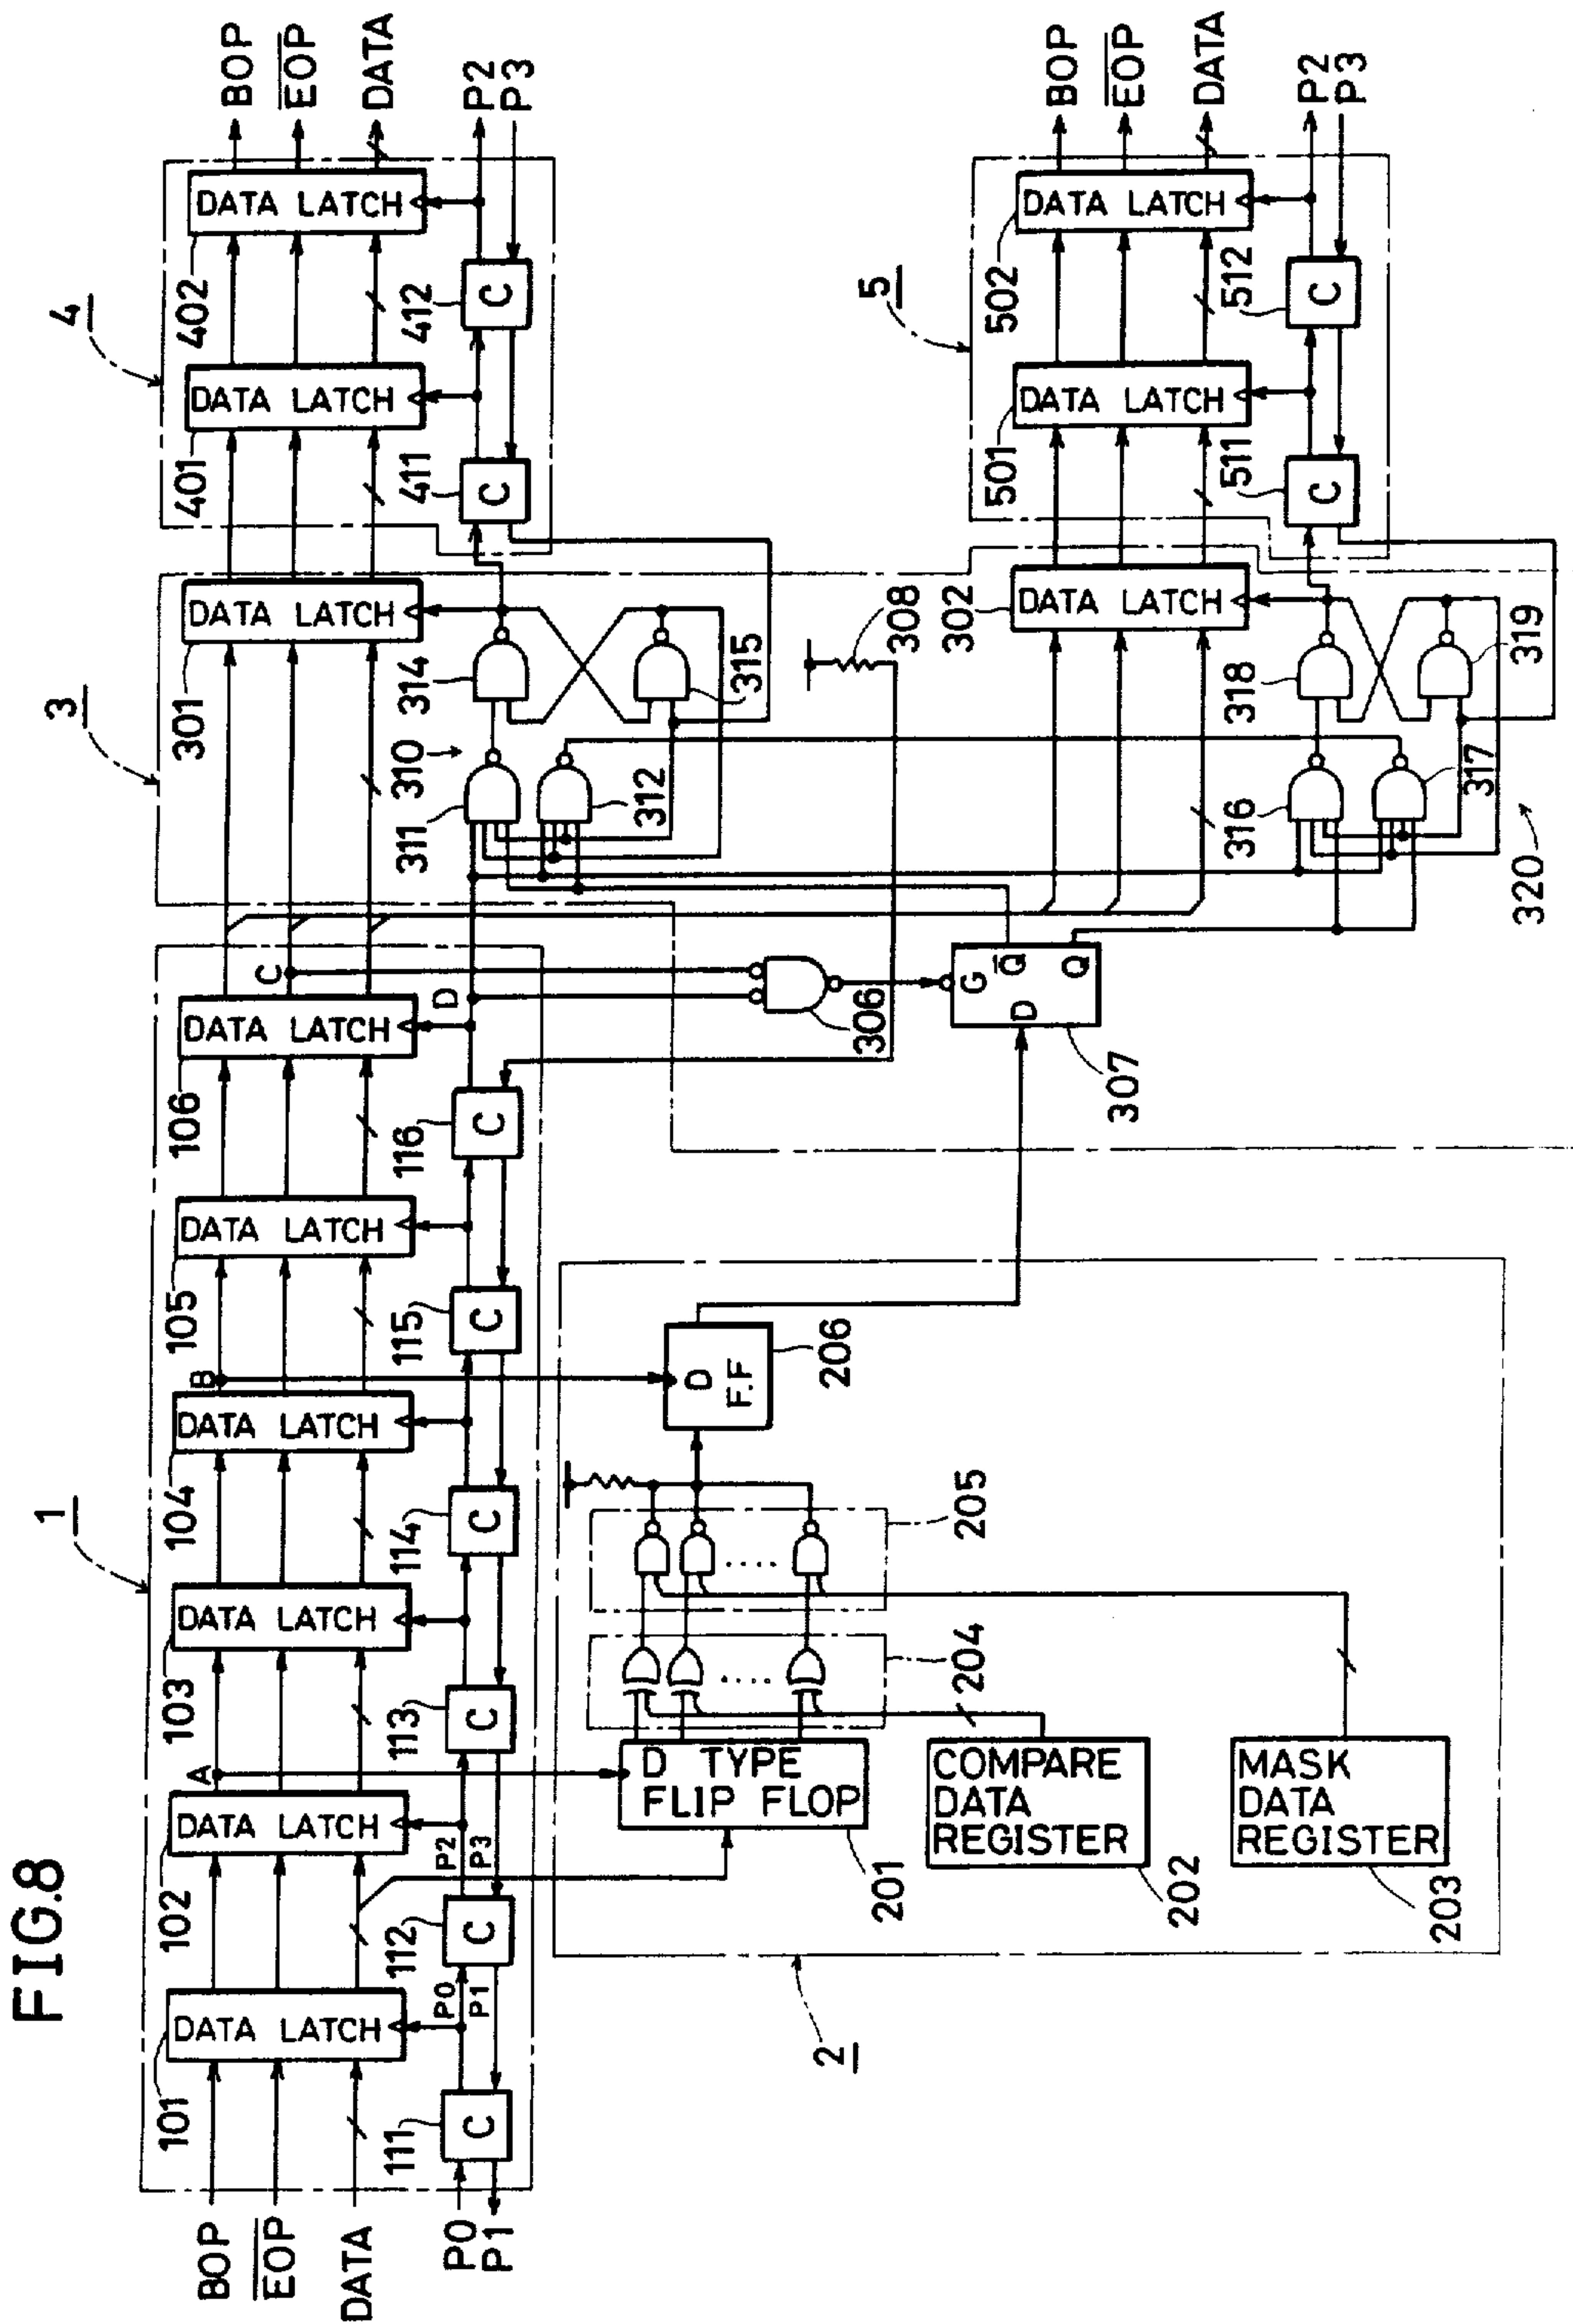 FIG.8
1
3
4
5
2
BOP
EOP
DATA
P0
P1
101
DATA LATCH
102
DATA LATCH
103
DATA LATCH
104
DATA LATCH
105
DATA LATCH
106
DATA LATCH
A
B
C
D
111
C
112
C
113
C
114
C
115
C
116
C
P0
P1
P2
P3
301
DATA LATCH
401
DATA LATCH
402
DATA LATCH
BOP
EOP
DATA
P2
P3
411
C
412
C
310
311
312
314
315
308
306
G
Q
D
Q
307
302
DATA LATCH
501
DATA LATCH
502
DATA LATCH
BOP
EOP
DATA
P2
P3
511
C
512
C
316
317
318
319
320
D TYPE
FLIP FLOP
201
COMPARE
DATA
REGISTER
202
MASK
DATA
REGISTER
203
204
205
D
F.F
206